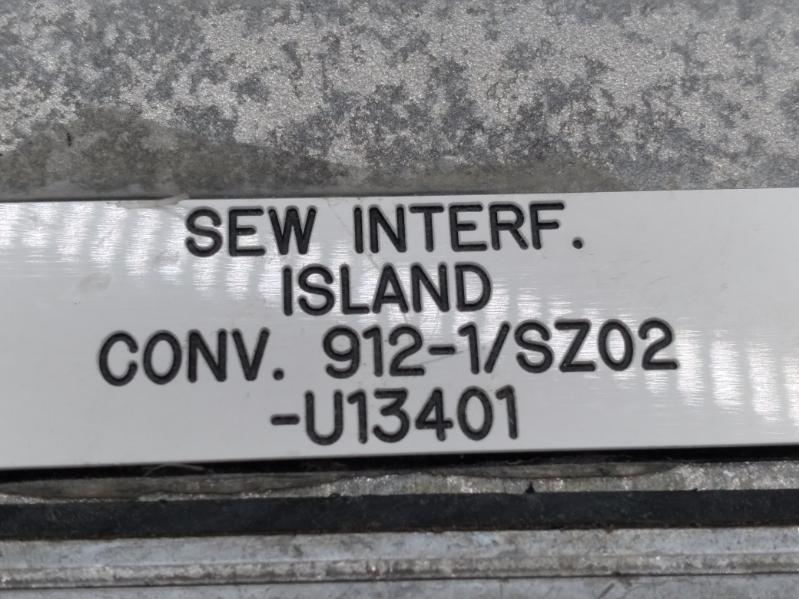 SEW INTERF.
ISLAND
CONV. 912-1/SZ02
-U13401